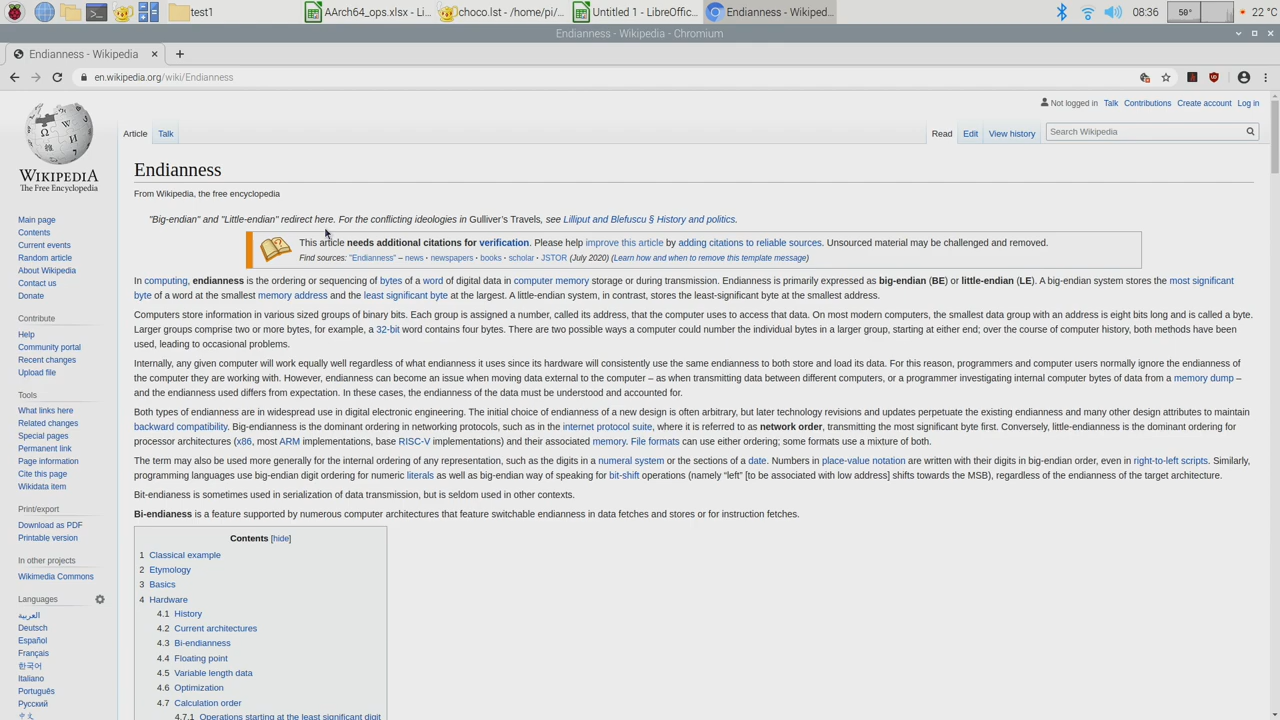 test1
AArch64_ops.xlsx - Li...
choco.lst - /home/pi/...
Untitled 1 - LibreOffic...
Endianness - Wikiped...
08:36
50°
22 °C
Endianness - Wikipedia - Chromium
Endianness - Wikipedia
en.wikipedia.org/wiki/Endianness
Not logged in Talk Contributions Create account Log in
Article Talk
Read Edit View history
Search Wikipedia
WIKIPEDIA
The Free Encyclopedia
Main page
Contents
Current events
Random article
About Wikipedia
Contact us
Donate
Contribute
Help
Community portal
Recent changes
Upload file
Tools
What links here
Related changes
Special pages
Permanent link
Page information
Cite this page
Wikidata item
Print/export
Download as PDF
Printable version
In other projects
Wikimedia Commons
Languages
العربية
Deutsch
Español
Français
한국어
Italiano
Português
Русский
中文
Endianness
From Wikipedia, the free encyclopedia
"Big-endian" and "Little-endian" redirect here. For the conflicting ideologies in Gulliver's Travels, see Lilliput and Blefuscu § History and politics.
This article needs additional citations for verification. Please help improve this article by adding citations to reliable sources. Unsourced material may be challenged and removed.
Find sources: "Endianness" – news · newspapers · books · scholar · JSTOR (July 2020) (Learn how and when to remove this template message)
In computing, endianness is the ordering or sequencing of bytes of a word of digital data in computer memory storage or during transmission. Endianness is primarily expressed as big-endian (BE) or little-endian (LE). A big-endian system stores the most significant
byte of a word at the smallest memory address and the least significant byte at the largest. A little-endian system, in contrast, stores the least-significant byte at the smallest address.
Computers store information in various sized groups of binary bits. Each group is assigned a number, called its address, that the computer uses to access that data. On most modern computers, the smallest data group with an address is eight bits long and is called a byte.
Larger groups comprise two or more bytes, for example, a 32-bit word contains four bytes. There are two possible ways a computer could number the individual bytes in a larger group, starting at either end; over the course of computer history, both methods have been
used, leading to occasional problems.
Internally, any given computer will work equally well regardless of what endianness it uses since its hardware will consistently use the same endianness to both store and load its data. For this reason, programmers and computer users normally ignore the endianness of
the computer they are working with. However, endianness can become an issue when moving data external to the computer – as when transmitting data between different computers, or a programmer investigating internal computer bytes of data from a memory dump –
and the endianness used differs from expectation. In these cases, the endianness of the data must be understood and accounted for.
Both types of endianness are in widespread use in digital electronic engineering. The initial choice of endianness of a new design is often arbitrary, but later technology revisions and updates perpetuate the existing endianness and many other design attributes to maintain
backward compatibility. Big-endianness is the dominant ordering in networking protocols, such as in the internet protocol suite, where it is referred to as network order, transmitting the most significant byte first. Conversely, little-endianness is the dominant ordering for
processor architectures (x86, most ARM implementations, base RISC-V implementations) and their associated memory. File formats can use either ordering; some formats use a mixture of both.
The term may also be used more generally for the internal ordering of any representation, such as the digits in a numeral system or the sections of a date. Numbers in place-value notation are written with their digits in big-endian order, even in right-to-left scripts. Similarly,
programming languages use big-endian digit ordering for numeric literals as well as big-endian way of speaking for bit-shift operations (namely “left” [to be associated with low address] shifts towards the MSB), regardless of the endianness of the target architecture.
Bit-endianness is sometimes used in serialization of data transmission, but is seldom used in other contexts.
Bi-endianess is a feature supported by numerous computer architectures that feature switchable endianness in data fetches and stores or for instruction fetches.
Contents [hide]
1 Classical example
2 Etymology
3 Basics
4 Hardware
4.1 History
4.2 Current architectures
4.3 Bi-endianness
4.4 Floating point
4.5 Variable length data
4.6 Optimization
4.7 Calculation order
4.7.1 Operations starting at the least significant digit